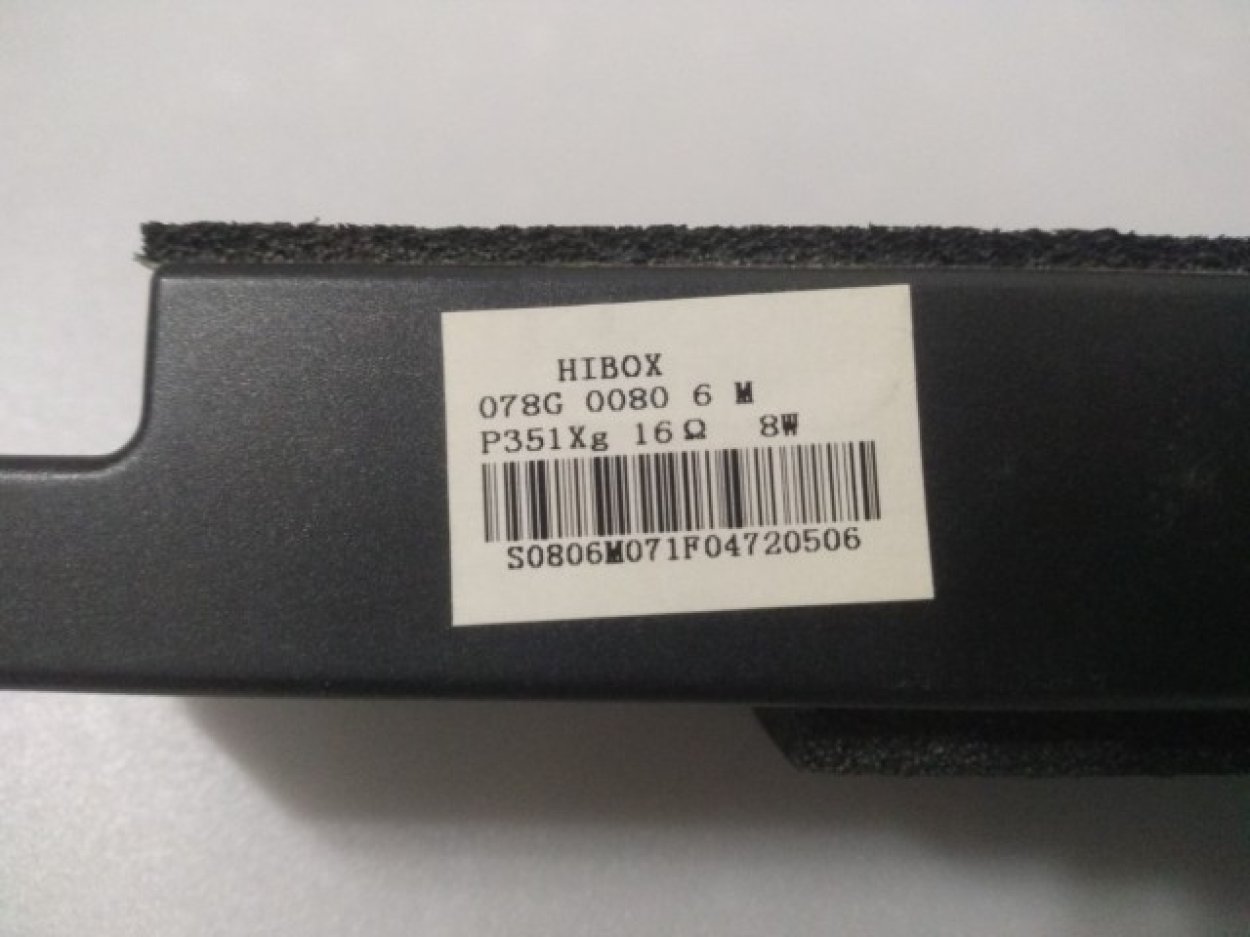 HIBOX
078G 0080 6 M
P351Xg 16Ω 8W
S0806M071F04720506